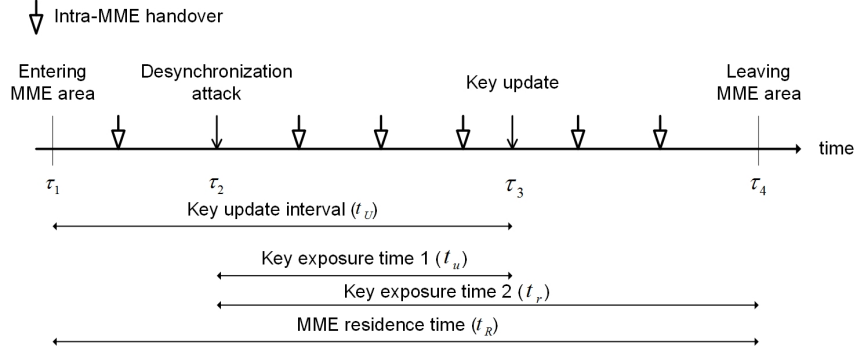 Intra-MME handover
Entering
MME area
Desynchronization
attack
Key update
Leaving
MME area
time
τ1
τ2
τ3
τ4
Key update interval (tU)
Key exposure time 1 (tu)
Key exposure time 2 (tr)
MME residence time (tR)